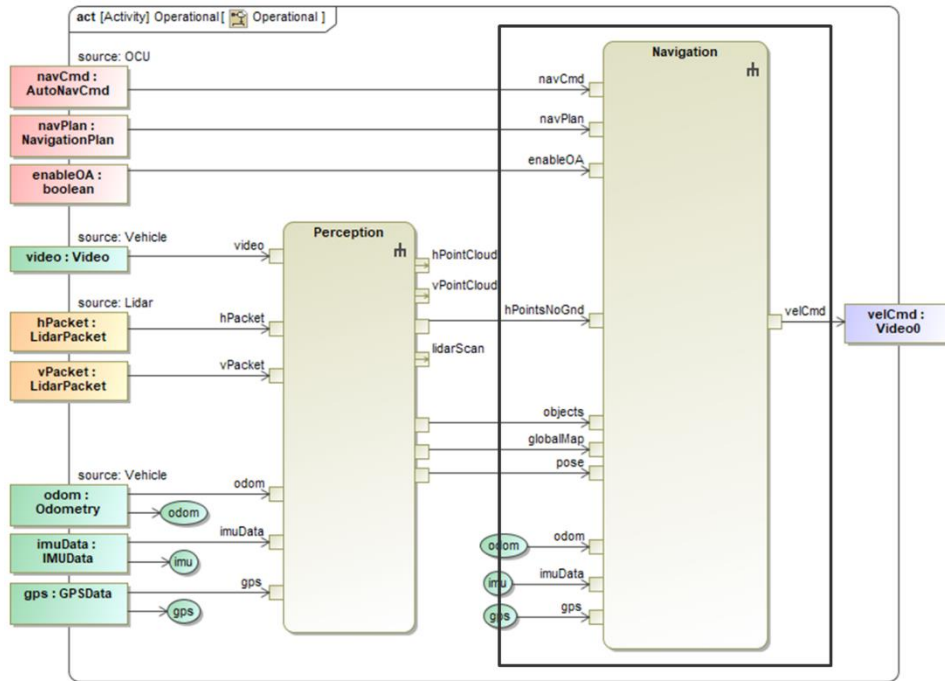 act [Activity] Operational[ Operational ]
source: OCU
navCmd :
AutoNavCmd
navPlan :
NavigationPlan
enableOA :
boolean
source: Vehicle
video : Video
source: Lidar
hPacket :
LidarPacket
vPacket :
LidarPacket
source: Vehicle
odom :
Odometry
odom
imuData :
IMUData
imu
gps : GPSData
gps
Perception
video
hPacket
vPacket
odom
imuData
gps
hPointCloud
vPointCloud
lidarScan
Navigation
navCmd
navPlan
enableOA
hPointsNoGnd
objects
globalMap
pose
odom
odom
imu
imuData
gps
gps
velCmd
velCmd :
Video0